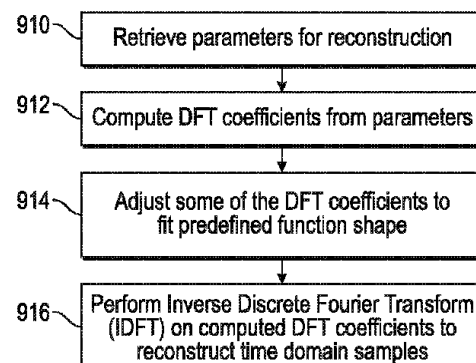 910
Retrieve parameters for reconstruction
912
Compute DFT coefficients from parameters
914
Adjust some of the DFT coefficients to
fit predefined function shape
916
Perform Inverse Discrete Fourier Transform
(IDFT) on computed DFT coefficients to
reconstruct time domain samples